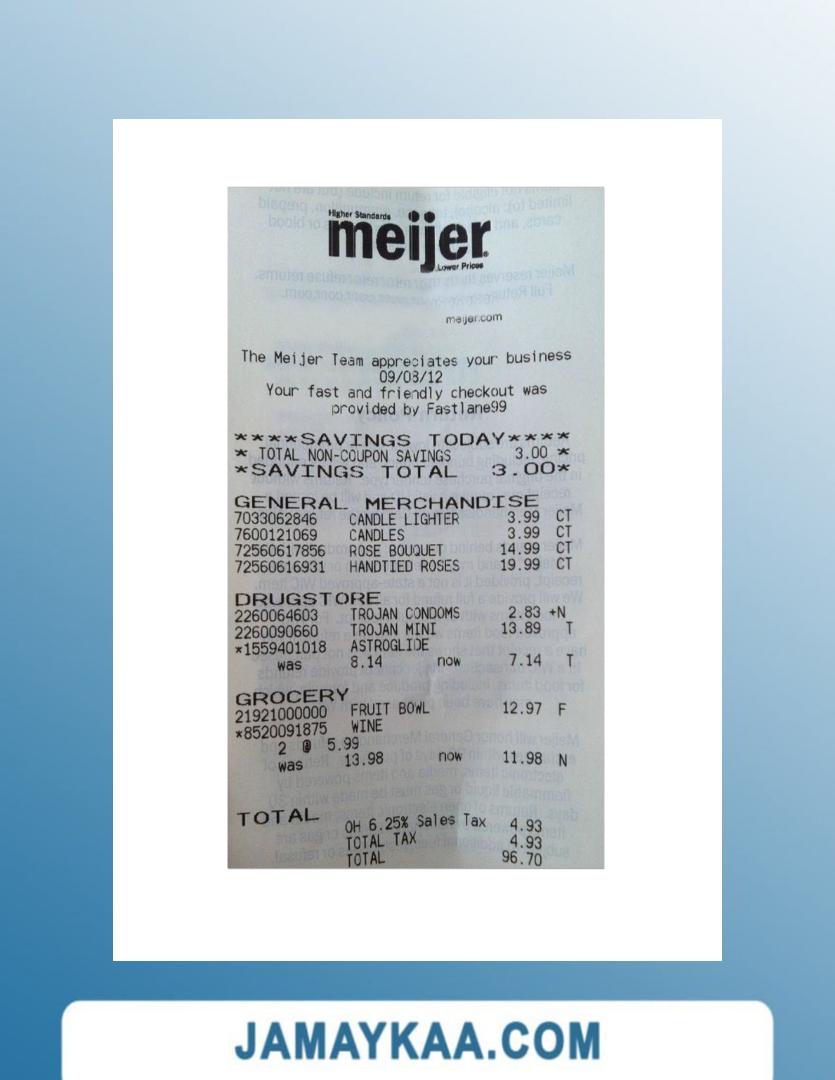 Higher Standards
meijer
Lower Prices
meijer.com
The Meijer Team appreciates your business
09/08/12
Your fast and friendly checkout was
provided by Fastlane99
****SAVINGS TODAY****
* TOTAL NON-COUPON SAVINGS 3.00 *
*SAVINGS TOTAL 3.00*
GENERAL MERCHANDISE
7033062846 CANDLE LIGHTER 3.99 CT
7600121069 CANDLES 3.99 CT
72560617856 ROSE BOUQUET 14.99 CT
72560616931 HANDTIED ROSES 19.99 CT
DRUGSTORE
2260064603 TROJAN CONDOMS 2.83 +N
2260090660 TROJAN MINI 13.89 T
*1559401018 ASTROGLIDE
was 8.14 now 7.14 T
GROCERY
21921000000 FRUIT BOWL 12.97 F
*8520091875 WINE
2 @ 5.99
was 13.98 now 11.98 N
TOTAL
OH 6.25% Sales Tax 4.93
TOTAL TAX 4.93
TOTAL 96.70
JAMAYKAA.COM